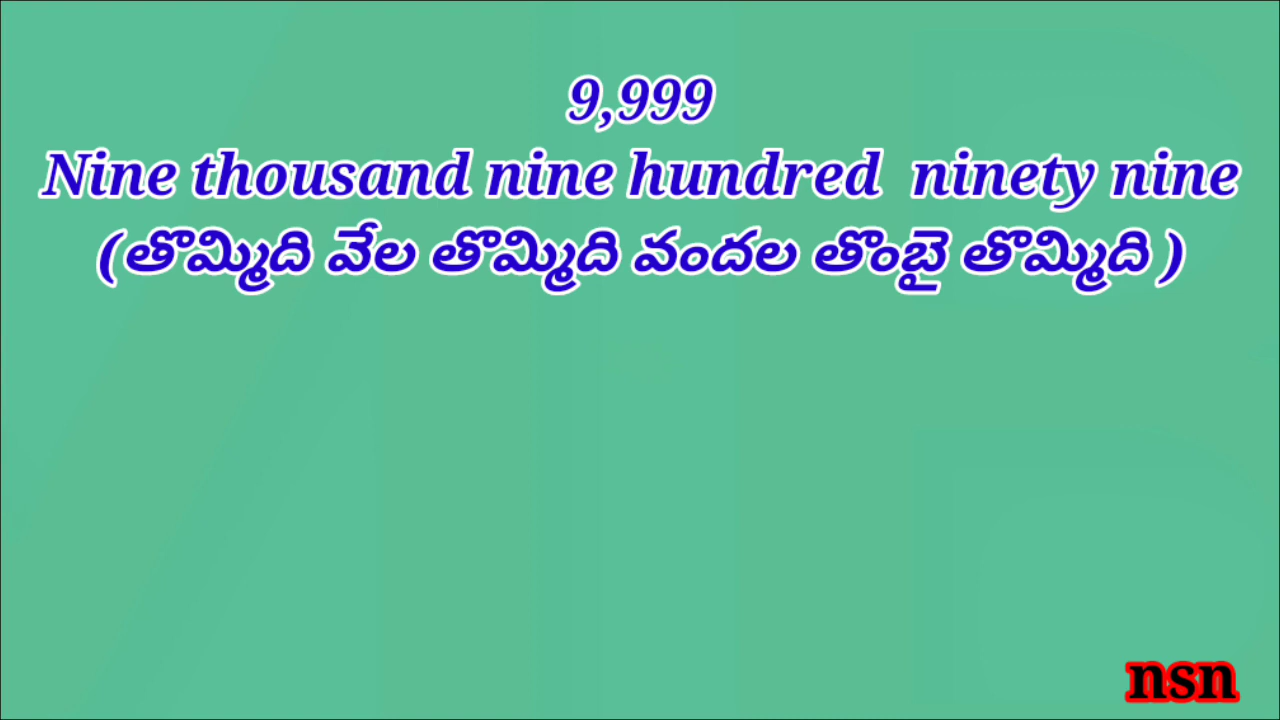 9,999
Nine thousand nine hundred  ninety nine
(తొమ్మిది వేల తొమ్మిది వందల తొంబై తొమ్మిది )
nsn